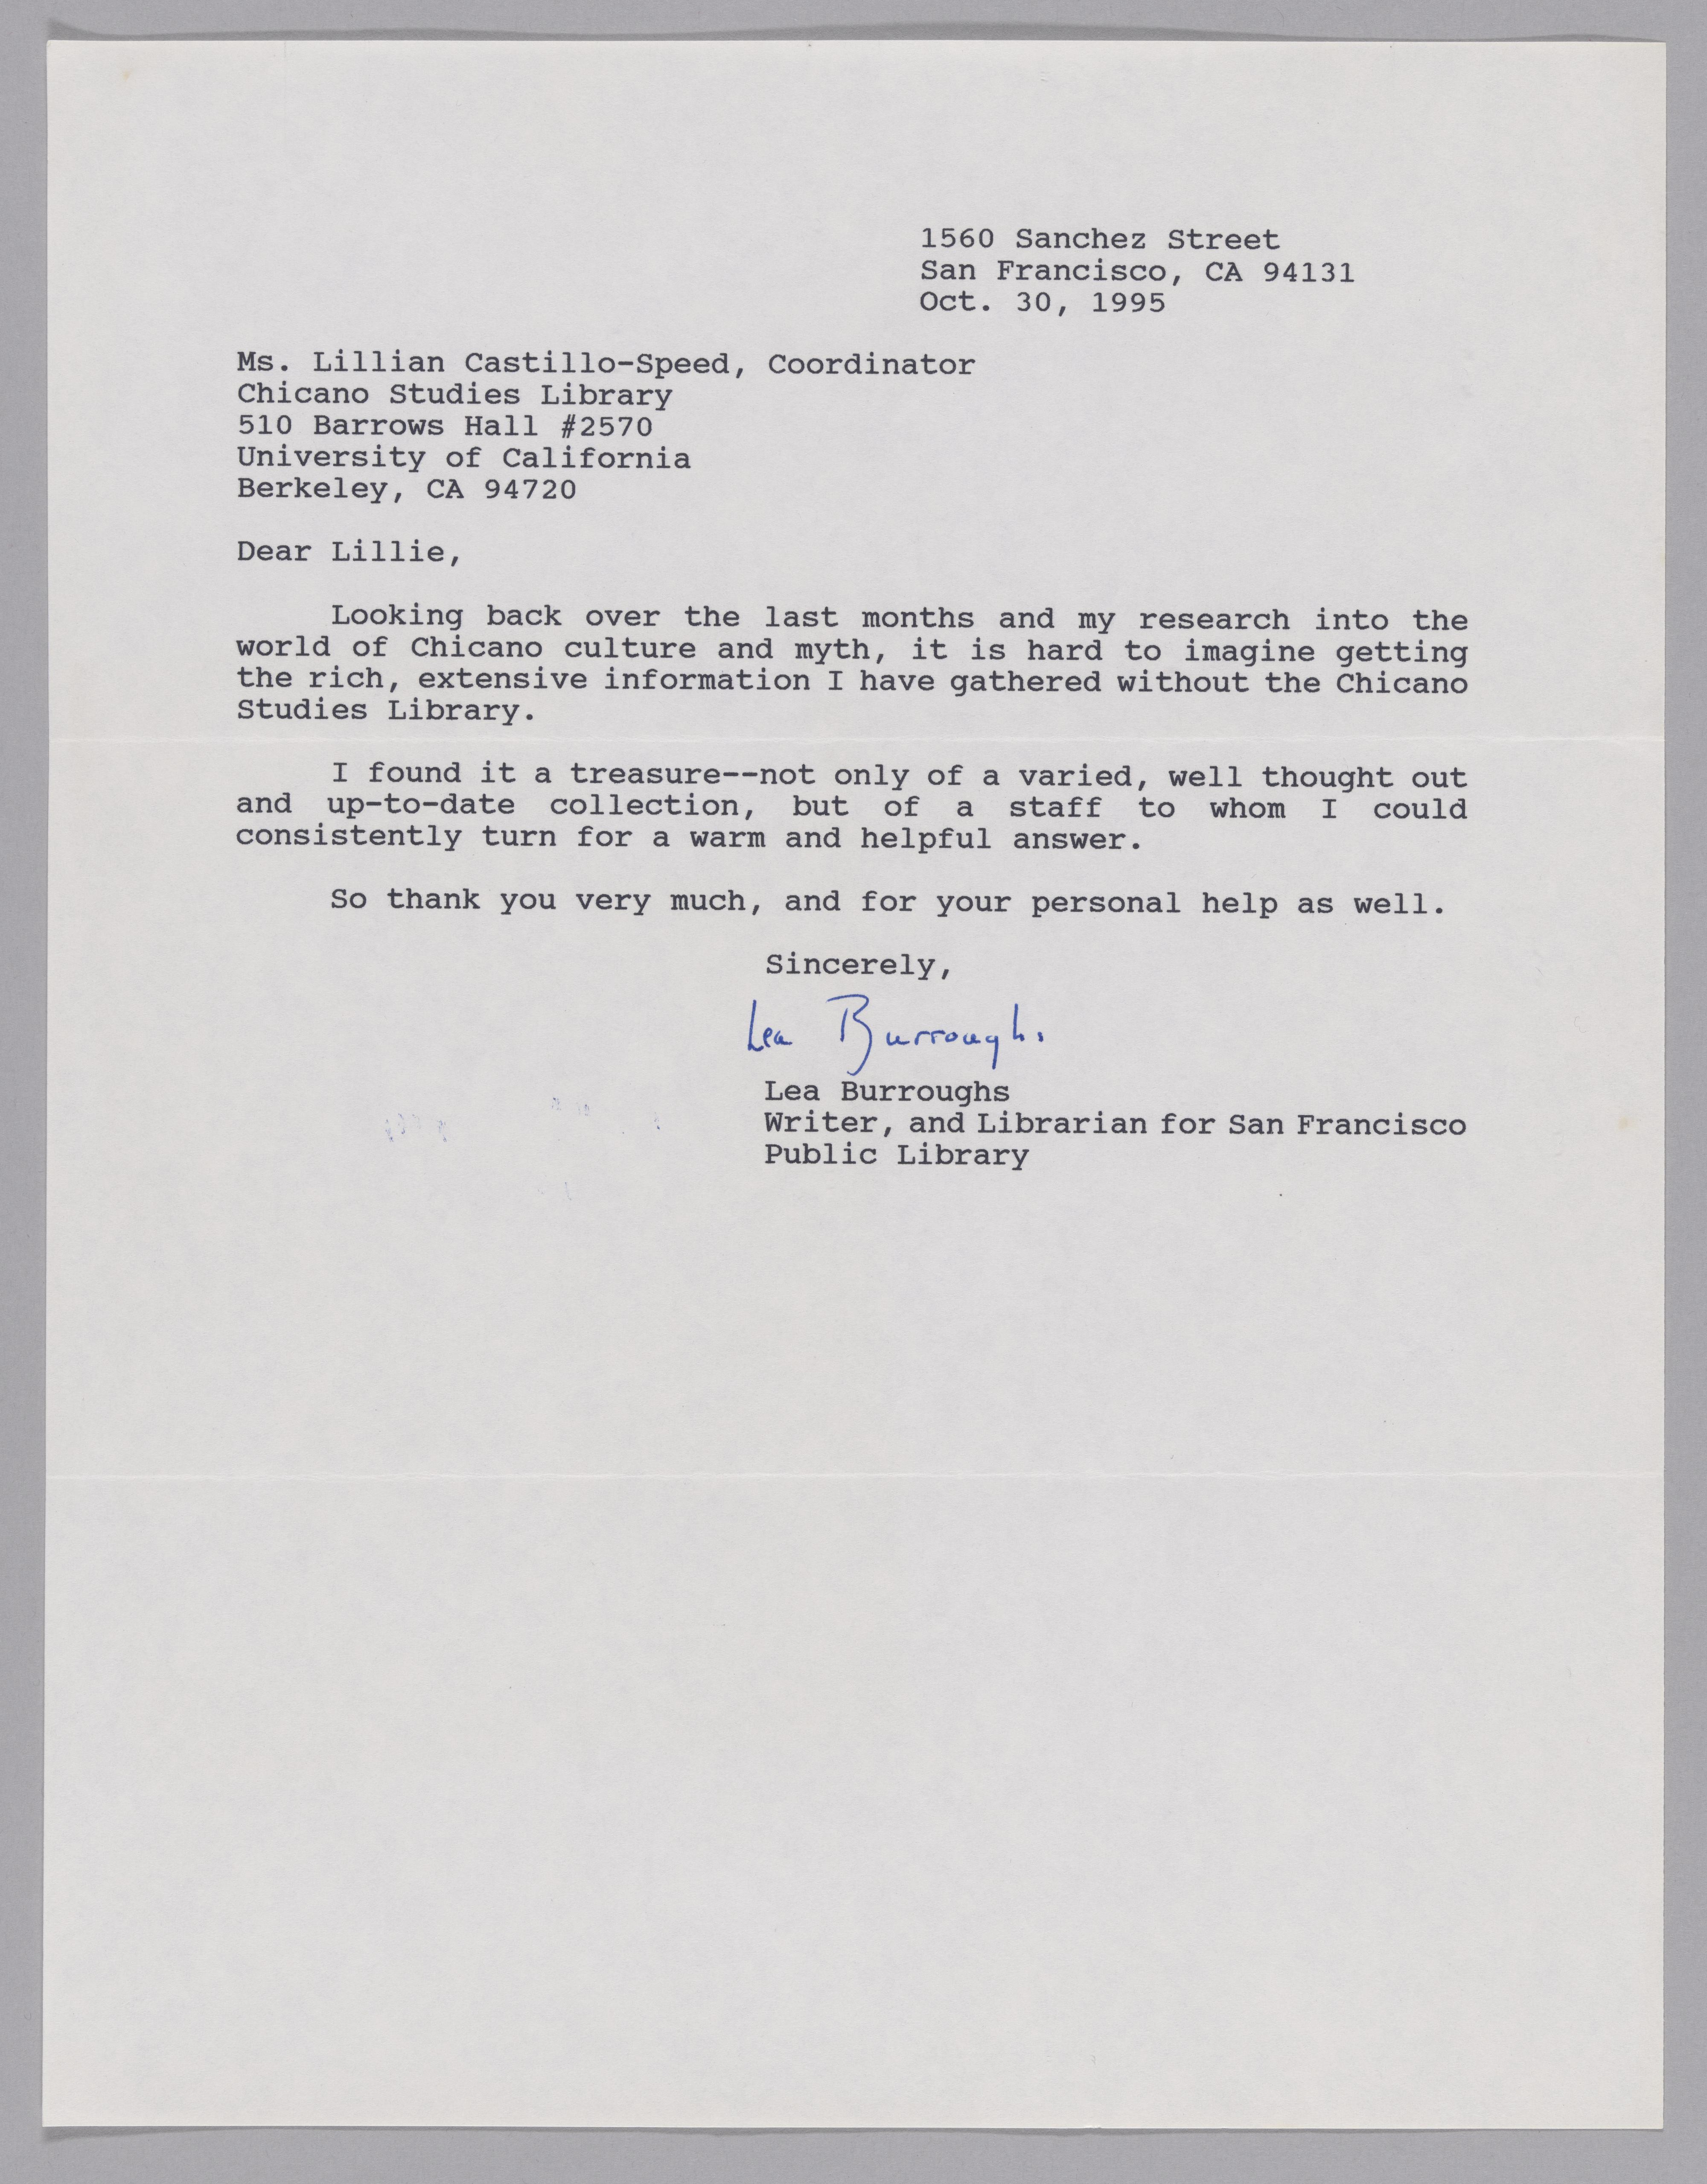 1560 Sanchez Street
San Francisco, CA 94131
Oct. 30, 1995
Ms. Lillian Castillo-Speed, Coordinator
Chicano Studies Library
510 Barrows Hall #2570
University of California
Berkeley, CA 94720
Dear Lillie,
Looking back over the last months and my research into the
world of Chicano culture and myth, it is hard to imagine getting
the rich, extensive information I have gathered without the Chicano
Studies Library.
I found it a treasure--not only of a varied, well thought out
and up-to-date collection, but of a staff to whom I could
consistently turn for a warm and helpful answer.
So thank you very much, and for your personal help as well.
Sincerely,
Lea Burroughs
Lea Burroughs
Writer, and Librarian for San Francisco
Public Library